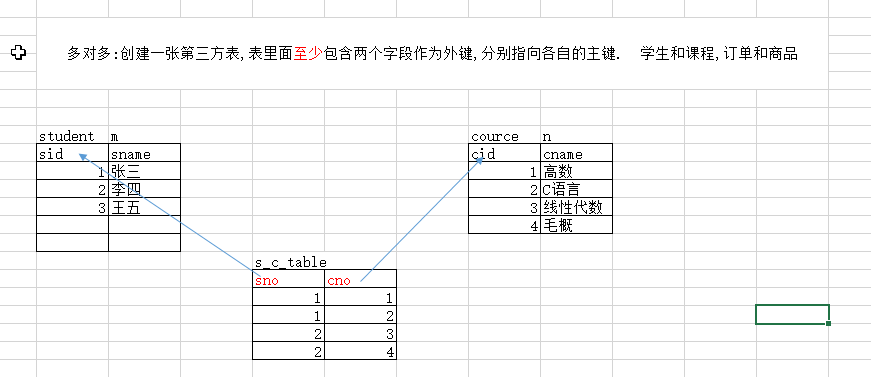 多对多:创建一张第三方表,表里面至少包含两个字段作为外键,分别指向各自的主键. 学生和课程,订单和商品
student m
cource n
sid sname
cid cname
1 张三
1 高数
2 李四
2 C语言
3 王五
3 线性代数
4 毛概
s_c_table
sno cno
1 1
1 2
2 3
2 4